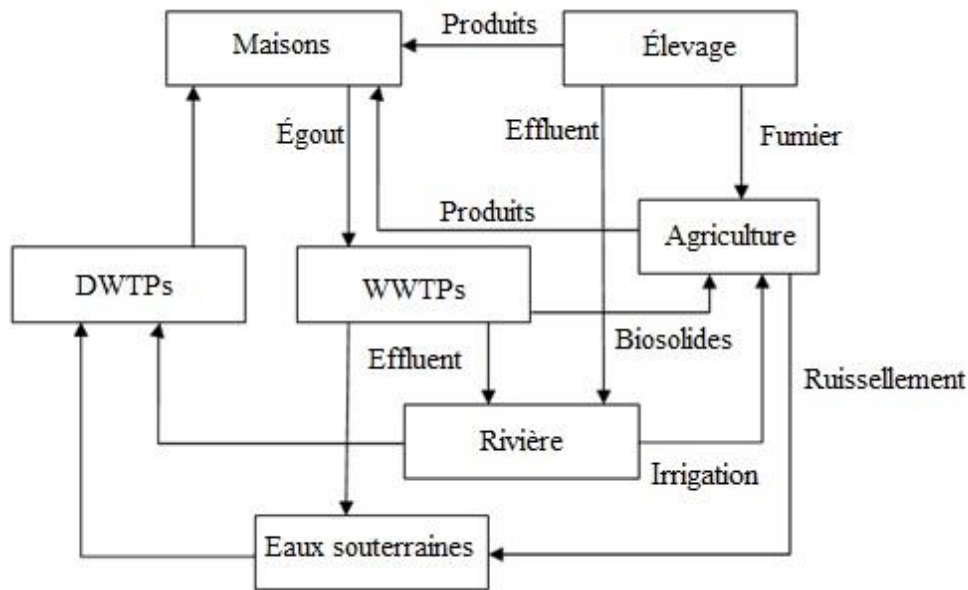 Produits
Maisons
Élevage
Égout
Effluent
Fumier
Produits
Agriculture
DWTPs
WWTPs
Effluent
Biosolides
Ruissellement
Rivière
Irrigation
Eaux souterraines